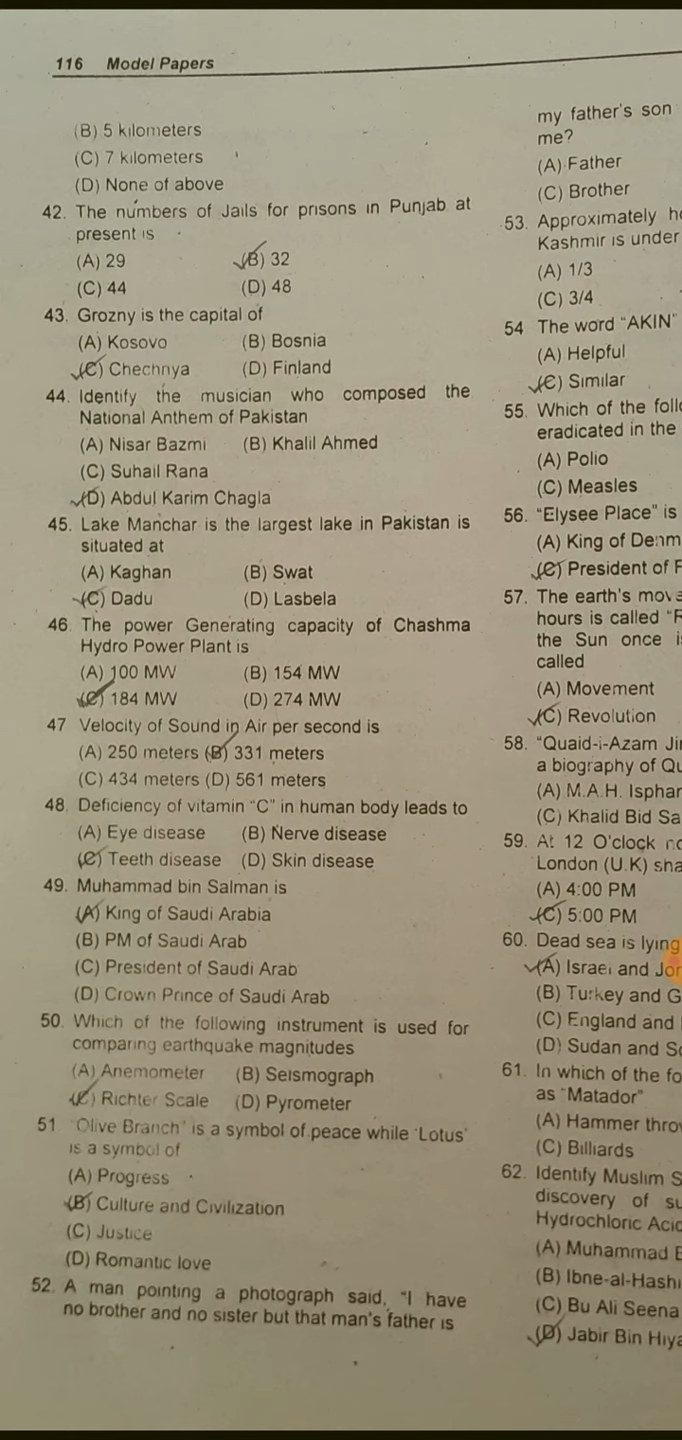 116 Model Papers
(B) 5 kilometers
(C) 7 kilometers
(D) None of above
42. The numbers of Jails for prisons in Punjab at
present is
(A) 29 (B) 32
(C) 44 (D) 48
43. Grozny is the capital of
(A) Kosovo (B) Bosnia
(C) Chechnya (D) Finland
44. Identify the musician who composed the
National Anthem of Pakistan
(A) Nisar Bazmi (B) Khalil Ahmed
(C) Suhail Rana
(D) Abdul Karim Chagla
45. Lake Manchar is the largest lake in Pakistan is
situated at
(A) Kaghan (B) Swat
(C) Dadu (D) Lasbela
46. The power Generating capacity of Chashma
Hydro Power Plant is
(A) 100 MW (B) 154 MW
(C) 184 MW (D) 274 MW
47 Velocity of Sound in Air per second is
(A) 250 meters (B) 331 meters
(C) 434 meters (D) 561 meters
48. Deficiency of vitamin "C" in human body leads to
(A) Eye disease (B) Nerve disease
(C) Teeth disease (D) Skin disease
49. Muhammad bin Salman is
(A) King of Saudi Arabia
(B) PM of Saudi Arab
(C) President of Saudi Arab
(D) Crown Prince of Saudi Arab
50. Which of the following instrument is used for
comparing earthquake magnitudes
(A) Anemometer (B) Seismograph
(C) Richter Scale (D) Pyrometer
51 'Olive Branch' is a symbol of peace while 'Lotus'
is a symbol of
(A) Progress
(B) Culture and Civilization
(C) Justice
(D) Romantic love
52. A man pointing a photograph said, "I have
no brother and no sister but that man's father is
my father's son
me?
(A) Father
(C) Brother
53. Approximately
Kashmir is under
(A) 1/3
(C) 3/4
54 The word "AKIN"
(A) Helpful
(C) Similar
55. Which of the
eradicated in the
(A) Polio
(C) Measles
56. "Elysee Place" is
(A) King of
(C) President of
57. The earth's
hours is called
the Sun once
called
(A) Movement
(C) Revolution
58. "Quaid-i-Azam
a biography of
(A) M.A.H.
(C) Khalid Bid
59. At 12 O'clock
London (U.K)
(A) 4:00 PM
(C) 5:00 PM
60. Dead sea is lying
(A) Israel and
(B) Turkey and
(C) England and
(D) Sudan and
61. In which of the
as "Matador"
(A) Hammer
(C) Billiards
62. Identify Muslim
discovery of
Hydrochloric
(A) Muhammad
(B)
(C) Bu Ali Seena
(D) Jabir Bin